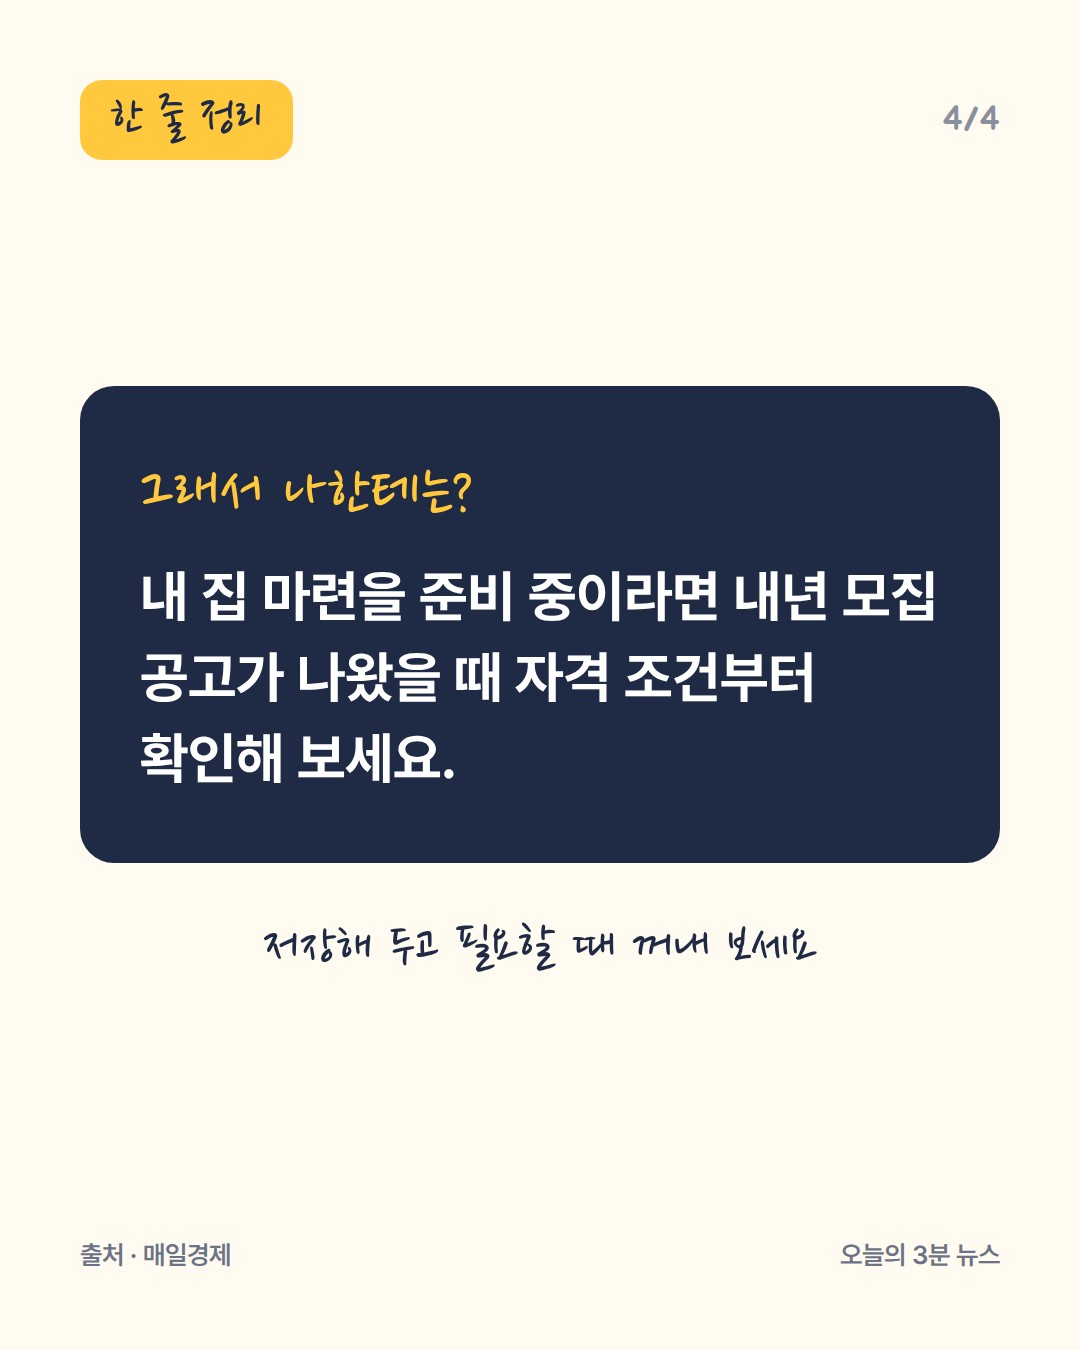 한 줄 정리
4/4
그래서 나한테는?
내 집 마련을 준비 중이라면 내년 모집
공고가 나왔을 때 자격 조건부터
확인해 보세요.
저장해 두고 필요할 때 꺼내 보세요
출처 · 매일경제
오늘의 3분 뉴스